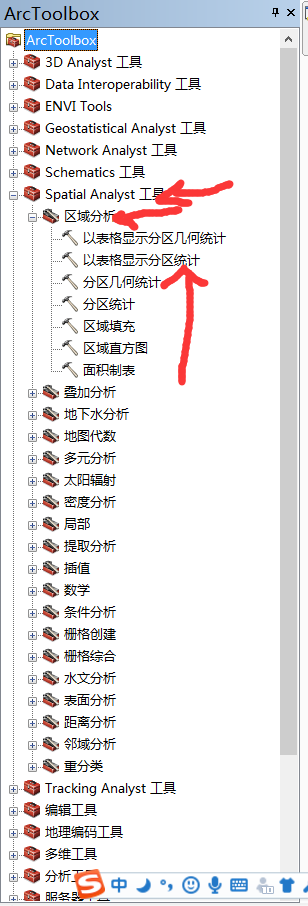 ArcToolbox
ArcToolbox
3D Analyst 工具
Data Interoperability 工具
ENVI Tools
Geostatistical Analyst 工具
Network Analyst 工具
Schematics 工具
Spatial Analyst 工具
区域分析
以表格显示分区几何统计
以表格显示分区统计
分区几何统计
分区统计
区域填充
区域直方图
面积制表
叠加分析
地下水分析
地图代数
多元分析
太阳辐射
密度分析
局部
提取分析
插值
数学
条件分析
栅格创建
栅格综合
水文分析
表面分析
距离分析
邻域分析
重分类
Tracking Analyst 工具
编辑工具
地理编码工具
多维工具
分析工具
中
服务器工具